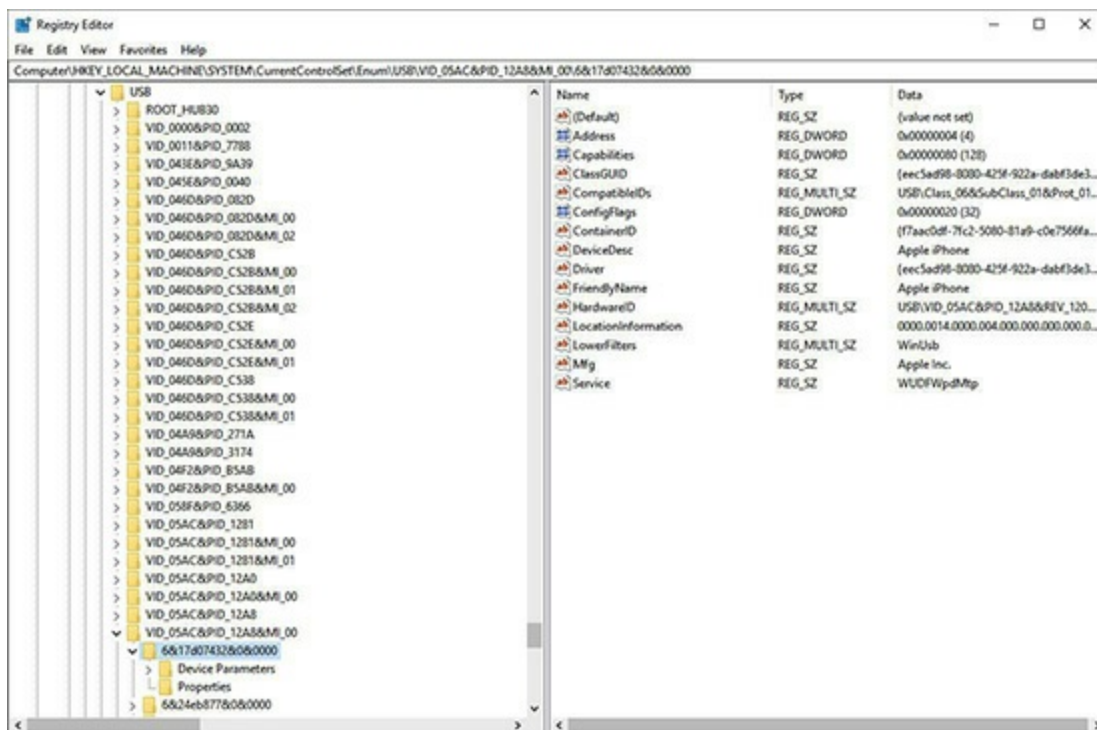 Registry Editor
File Edit View Favorites Help
Computer\HKEY_LOCAL_MACHINE\SYSTEM\CurrentControlSet\Enum\USB\VID_05AC&PID_12A8&MI_00\6&17d07432&0&0000
USB
ROOT_HUB30
VID_0000&PID_0002
VID_0011&PID_7788
VID_043E&PID_9A39
VID_045E&PID_0040
VID_046D&PID_082D
VID_046D&PID_082D&MI_00
VID_046D&PID_082D&MI_02
VID_046D&PID_C52B
VID_046D&PID_C52B&MI_00
VID_046D&PID_C52B&MI_01
VID_046D&PID_C52B&MI_02
VID_046D&PID_C52E
VID_046D&PID_C52E&MI_00
VID_046D&PID_C52E&MI_01
VID_046D&PID_C538
VID_046D&PID_C538&MI_00
VID_046D&PID_C538&MI_01
VID_04A9&PID_271A
VID_04A9&PID_3174
VID_04F2&PID_B5AB
VID_04F2&PID_B5AB&MI_00
VID_058F&PID_6366
VID_05AC&PID_1281
VID_05AC&PID_1281&MI_00
VID_05AC&PID_1281&MI_01
VID_05AC&PID_12A0
VID_05AC&PID_12A0&MI_00
VID_05AC&PID_12A8
VID_05AC&PID_12A8&MI_00
6&17d07432&0&0000
Device Parameters
Properties
6&24eb877&0&0000
Name Type Data
(Default) REG_SZ (value not set)
Address REG_DWORD 0x00000004 (4)
Capabilities REG_DWORD 0x00000080 (128)
ClassGUID REG_SZ {eec5ad98-8080-425f-922a-dabf3de3...
CompatibleIDs REG_MULTI_SZ USB\Class_06&SubClass_01&Prot_01...
ConfigFlags REG_DWORD 0x00000020 (32)
ContainerID REG_SZ {f7aac0df-7fc2-5080-81a9-c0e7566fa...
DeviceDesc REG_SZ Apple iPhone
Driver REG_SZ {eec5ad98-8080-425f-922a-dabf3de3...
FriendlyName REG_SZ Apple iPhone
HardwareID REG_MULTI_SZ USB\VID_05AC&PID_12A8&REV_120...
LocationInformation REG_SZ 0000.0014.0000.004.000.000.000.000.0...
LowerFilters REG_MULTI_SZ WinUsb
Mfg REG_SZ Apple Inc.
Service REG_SZ WUDFWpdMtp